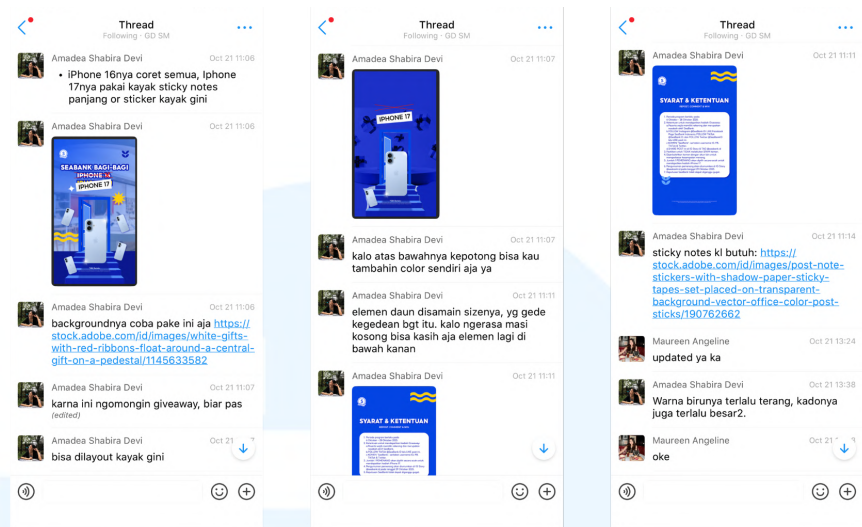 Thread
Following · GD SM
Amadea Shabira Devi
Oct 21 11:06
• iPhone 16nya coret semua, Iphone
17nya pakai kayak sticky notes
panjang or sticker kayak gini
Amadea Shabira Devi
Oct 21 11:06
SEABANK BAGI-BAGI
IPHONE
IPHONE 17
Amadea Shabira Devi
Oct 21 11:06
backgroundnya coba pake ini aja https://
stock.adobe.com/id/images/white-gifts-
with-red-ribbons-float-around-a-central-
gift-on-a-pedestal/1145633582
Amadea Shabira Devi
Oct 21 11:07
karna ini ngomongin giveaway, biar pas
(edited)
Amadea Shabira Devi
Oct 21
bisa dilayout kayak gini
Thread
Following · GD SM
Amadea Shabira Devi
Oct 21 11:07
IPHONE 17
Amadea Shabira Devi
Oct 21 11:07
kalo atas bawahnya kepotong bisa kau
tambahin color sendiri aja ya
Amadea Shabira Devi
Oct 21 11:11
elemen daun disamain sizenya, yg gede
kegedean bgt itu. kalo ngerasa masi
kosong bisa kasih aja elemen lagi di
bawah kanan
Amadea Shabira Devi
Oct 21 11:11
SYARAT & KETENTUAN
Thread
Following · GD SM
Amadea Shabira Devi
Oct 21 11:11
SYARAT & KETENTUAN
Amadea Shabira Devi
Oct 21 11:14
sticky notes kl butuh: https://
stock.adobe.com/id/images/post-note-
stickers-with-shadow-paper-sticky-
tapes-set-placed-on-transparent-
background-vector-office-color-post-
sticks/190762662
Maureen Angeline
Oct 21 13:24
updated ya ka
Amadea Shabira Devi
Oct 21 13:38
Warna birunya terlalu terang, kadonya
juga terlalu besar2.
Maureen Angeline
Oct 21
oke